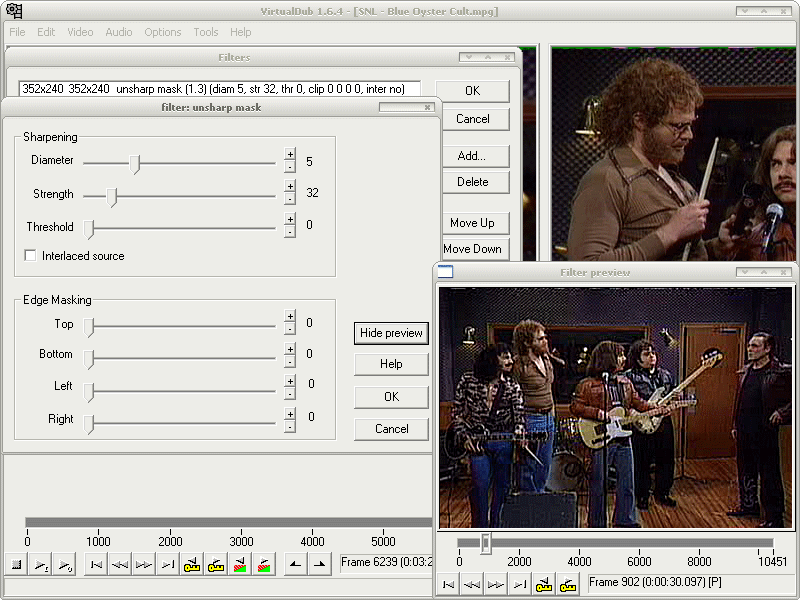 VirtualDub 1.6.4 - [SNL - Blue Oyster Cult.mpg]
File Edit Video Audio Options Tools Help
Filters
352x240 352x240 unsharp mask (1.3) (diam 5, str 32, thr 0, clip 0 0 0 0, inter no)
OK
Cancel
Add...
Delete
Move Up
Move Down
filter: unsharp mask
Sharpening
Diameter + - 5
Strength + - 32
Threshold + - 0
Interlaced source
Edge Masking
Top + - 0
Bottom + - 0
Left + - 0
Right + - 0
Hide preview
Help
OK
Cancel
Filter preview
0 1000 2000 3000 4000 5000
Frame 6239 (0:03:2
0 2000 4000 6000 8000 10451
Frame 902 (0:00:30.097) [P]